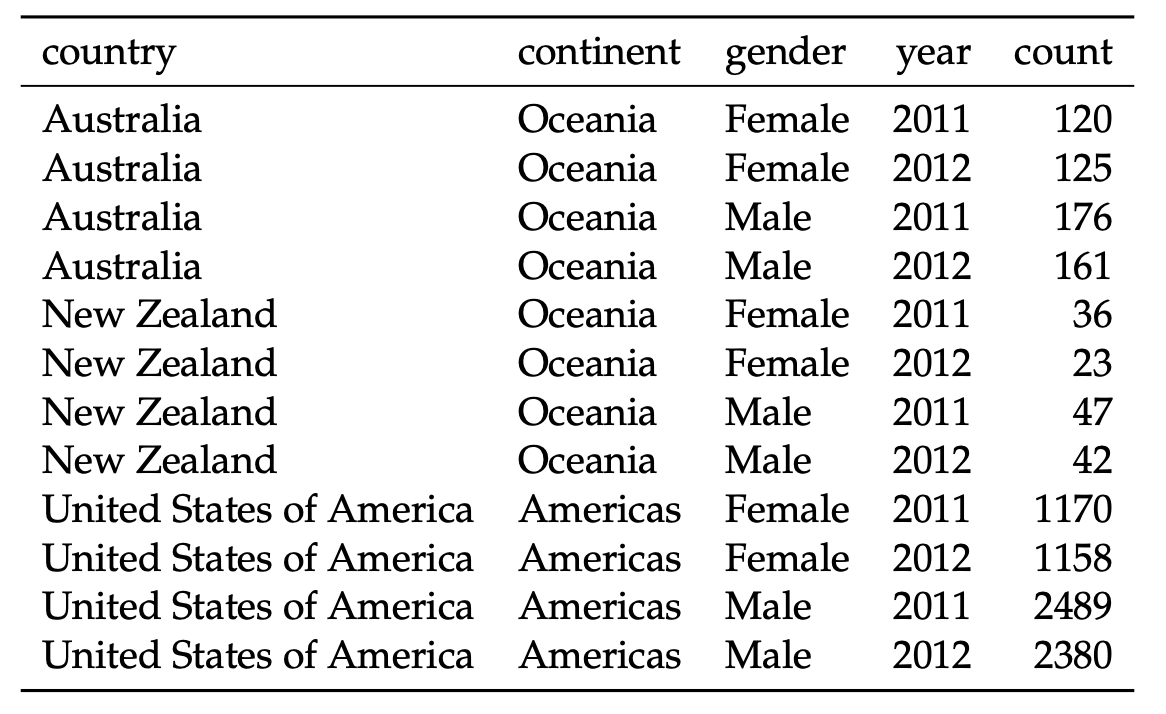 country continent gender year count
Australia Oceania Female 2011 120
Australia Oceania Female 2012 125
Australia Oceania Male 2011 176
Australia Oceania Male 2012 161
New Zealand Oceania Female 2011 36
New Zealand Oceania Female 2012 23
New Zealand Oceania Male 2011 47
New Zealand Oceania Male 2012 42
United States of America Americas Female 2011 1170
United States of America Americas Female 2012 1158
United States of America Americas Male 2011 2489
United States of America Americas Male 2012 2380